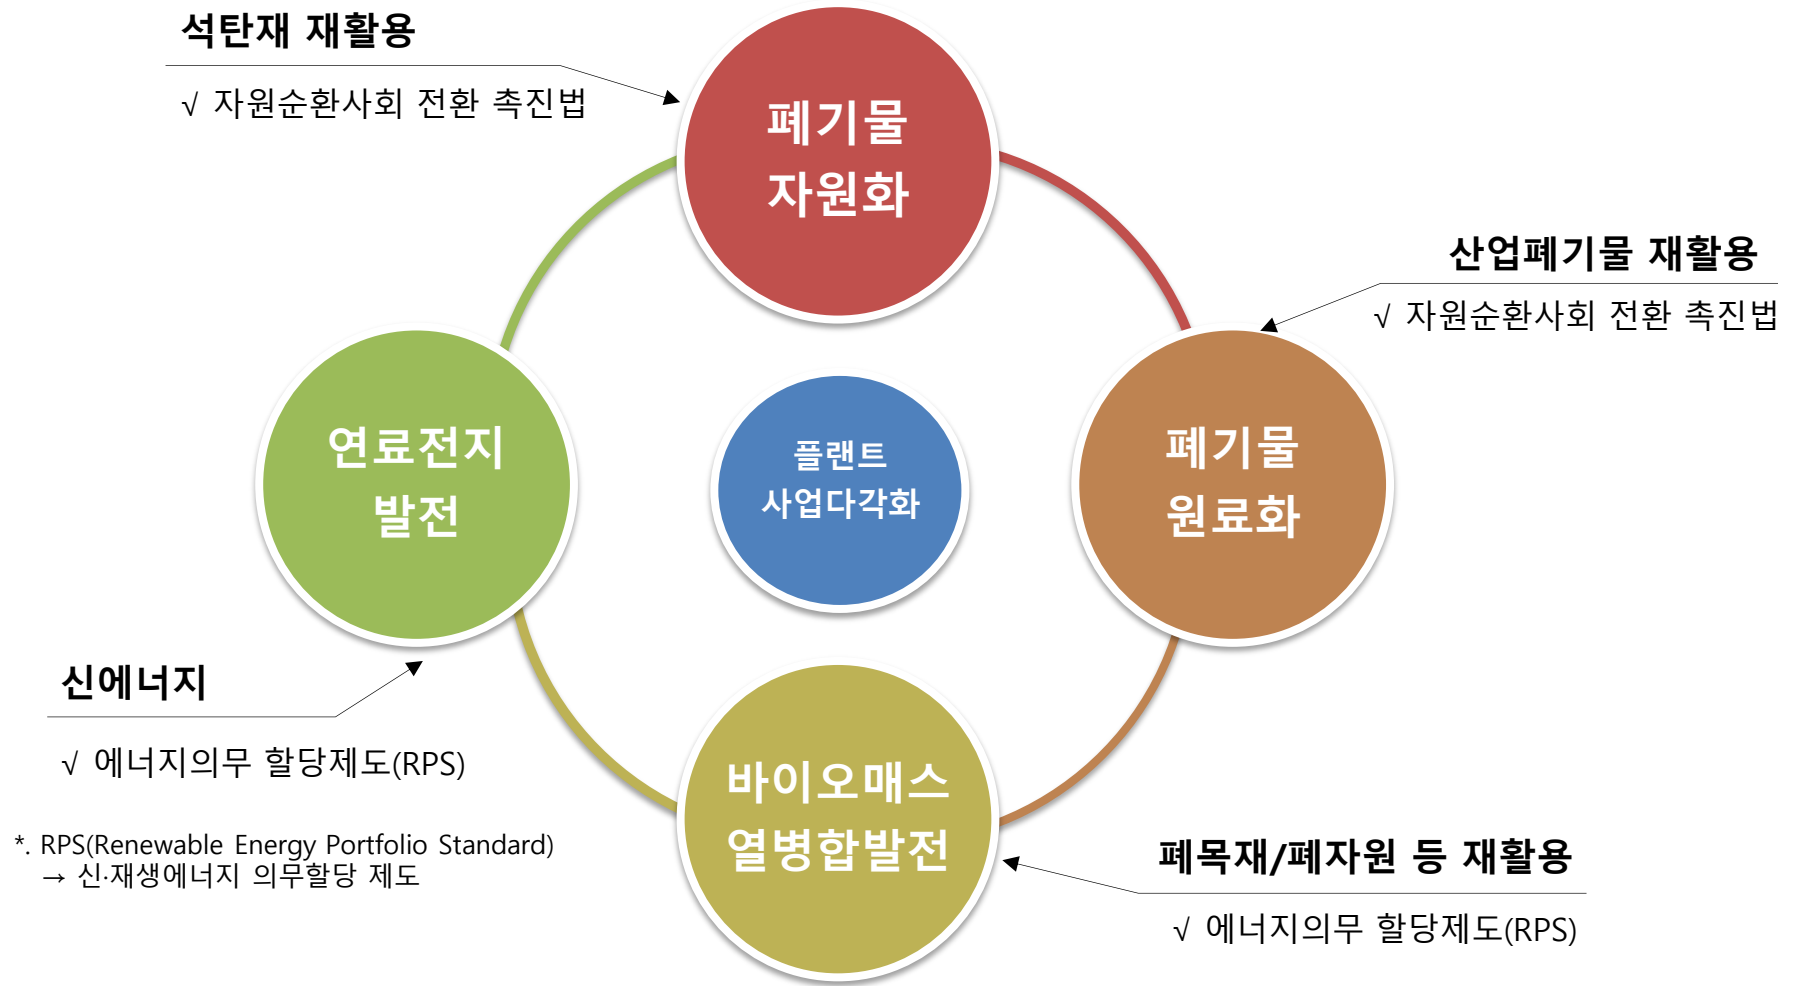 석탄재 재활용
√ 자원순환사회 전환 촉진법
폐기물
자원화
산업폐기물 재활용
√ 자원순환사회 전환 촉진법
연료전지
발전
플랜트
사업다각화
폐기물
원료화
신에너지
√ 에너지의무 할당제도(RPS)
*. RPS(Renewable Energy Portfolio Standard)
→ 신·재생에너지 의무할당 제도
바이오매스
열병합발전
폐목재/폐자원 등 재활용
√ 에너지의무 할당제도(RPS)